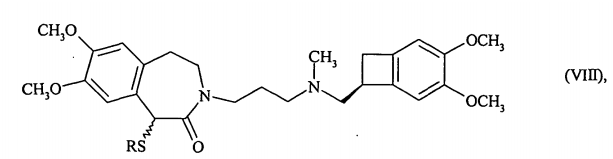 CH₃O
CH₃O
RS
O
N
CH₃
N
OCH₃
OCH₃
(VIII),